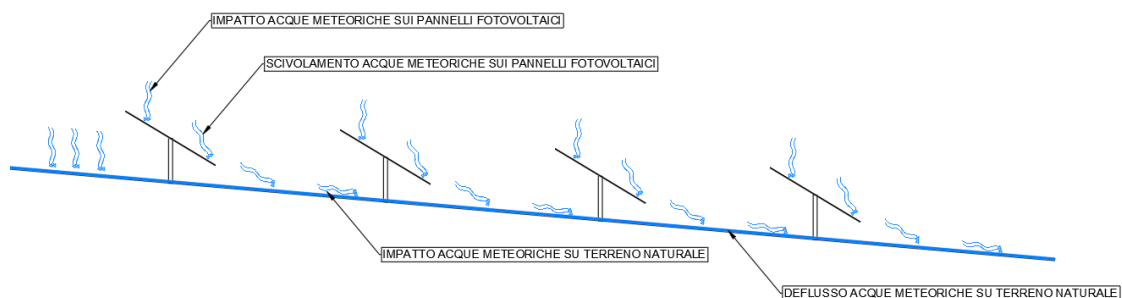 IMPATTO ACQUE METEORICHE SUI PANNELLI FOTOVOLTAICI
SCIVOLAMENTO ACQUE METEORICHE SUI PANNELLI FOTOVOLTAICI
IMPATTO ACQUE METEORICHE SU TERRENO NATURALE
DEFLUSSO ACQUE METEORICHE SU TERRENO NATURALE